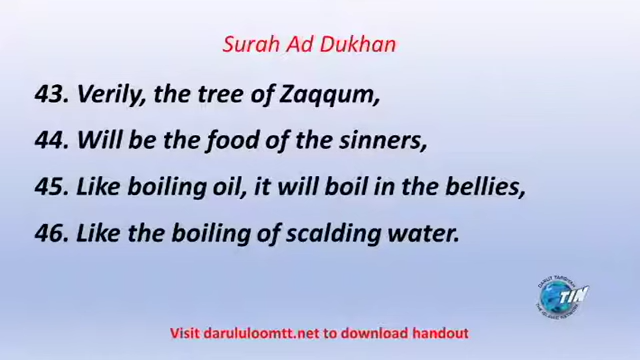 Surah Ad Dukhan
43. Verily, the tree of Zaqqum,
44. Will be the food of the sinners,
45. Like boiling oil, it will boil in the bellies,
46. Like the boiling of scalding water.
TIN
Visit darululoomtt.net to download handout